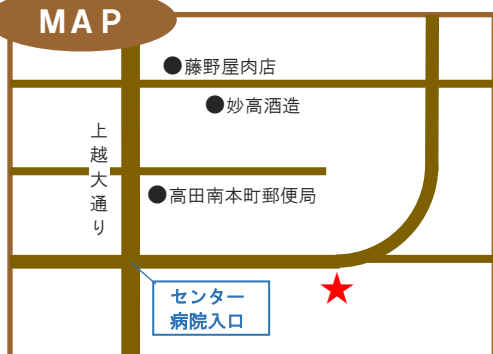 MAP
●藤野屋肉店
●妙高酒造
上越大通り
●高田南本町郵便局
センター
病院入口